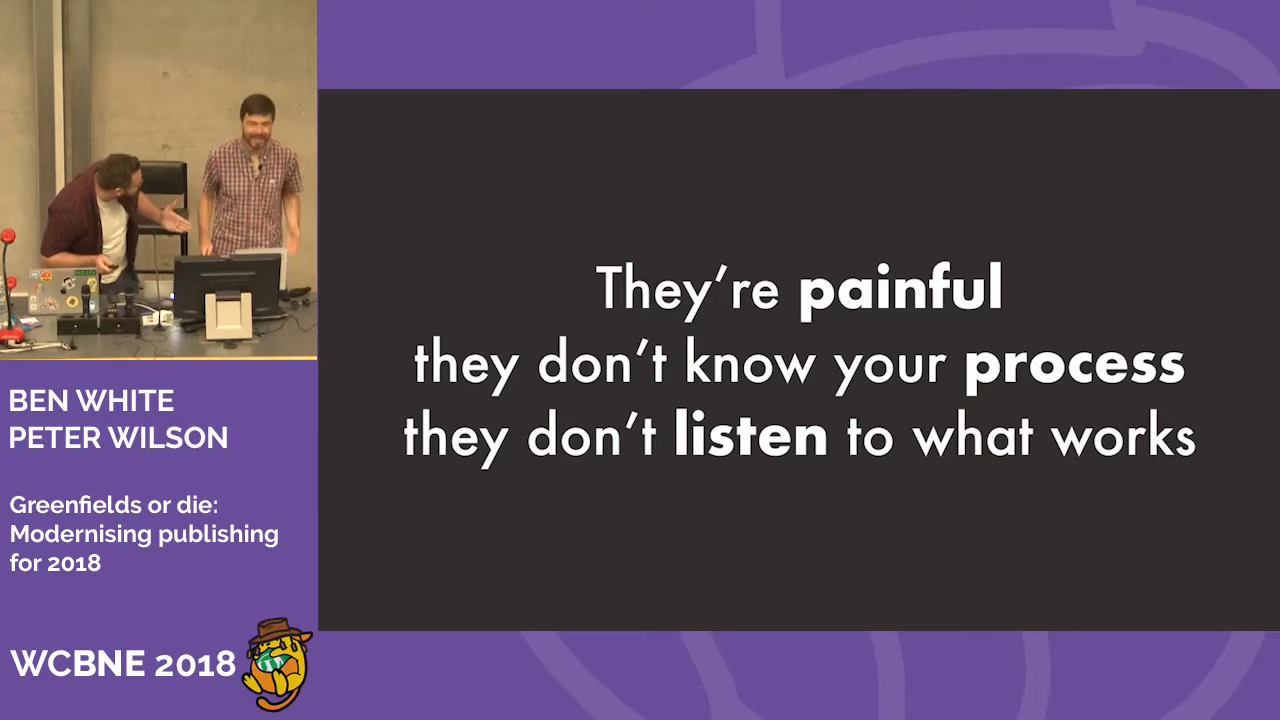 They’re painful
they don’t know your process
they don’t listen to what works
BEN WHITE
PETER WILSON
Greenfields or die:
Modernising publishing
for 2018
WCBNE 2018